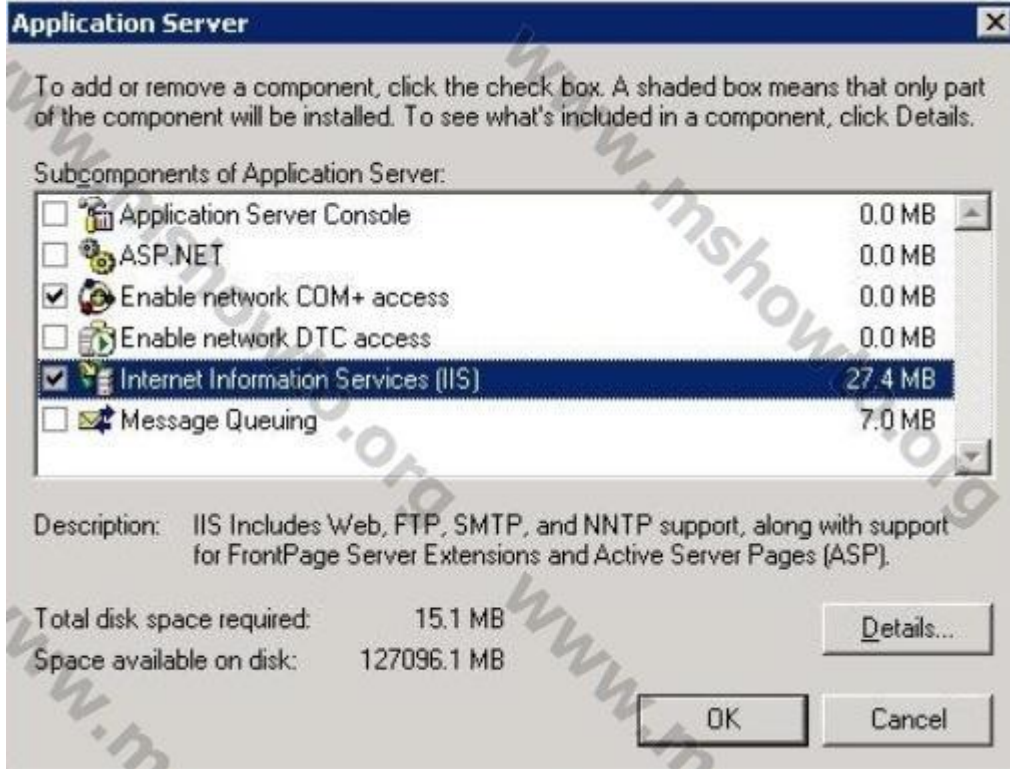 Application Server
To add or remove a component, click the check box. A shaded box means that only part
of the component will be installed. To see what's included in a component, click Details.
Subcomponents of Application Server:
Application Server Console 0.0 MB
ASP.NET 0.0 MB
Enable network COM+ access 0.0 MB
Enable network DTC access 0.0 MB
Internet Information Services (IIS) 27.4 MB
Message Queuing 7.0 MB
Description: IIS Includes Web, FTP, SMTP, and NNTP support, along with support
for FrontPage Server Extensions and Active Server Pages (ASP).
Total disk space required: 15.1 MB
Details...
Space available on disk: 127096.1 MB
OK Cancel
www.mshowto.org
www.mshowto.org